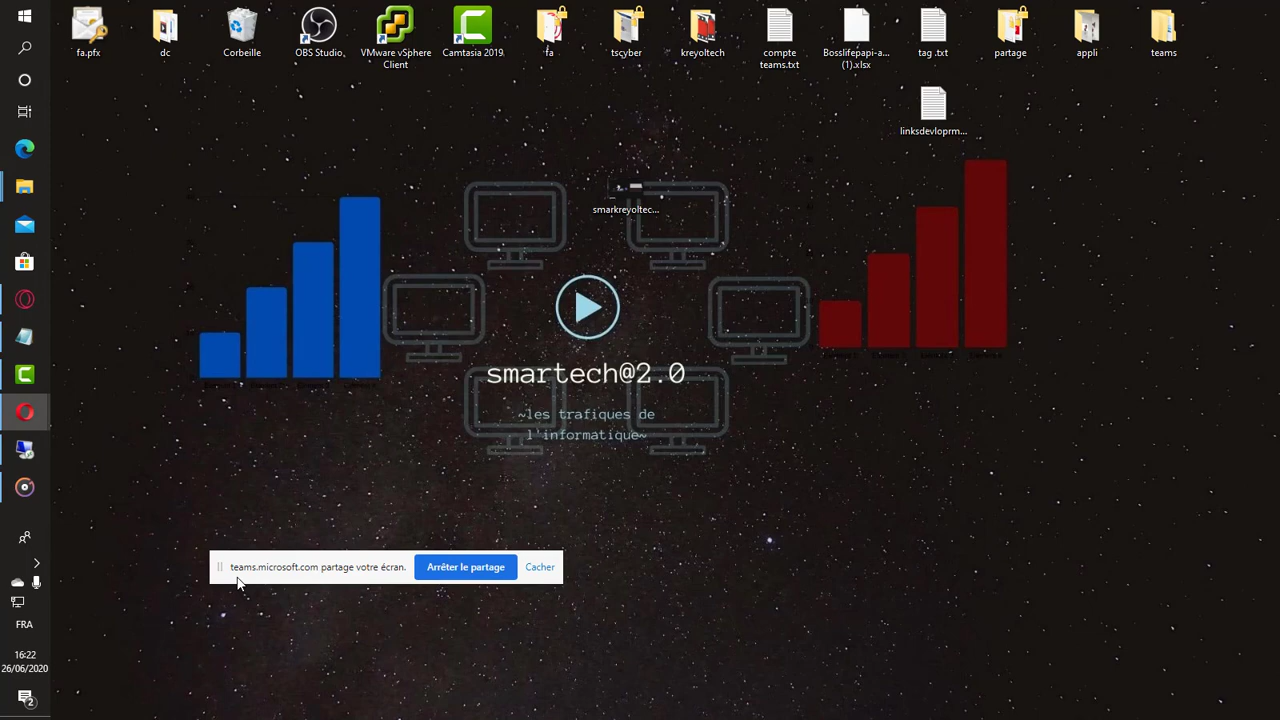 fa.pfx
dc
Corbeille
OBS Studio
VMware vSphere
Client
Camtasia 2019
fa
tscyber
kreyoltech
compte
teams.txt
Bosslifepapi-a...
(1).xlsx
tag .txt
partage
appli
teams
linksdevloprm...
smarkreyoltec...
smartech@2.0
~les trafiques de
l'informatique~
teams.microsoft.com partage votre écran.
Arrêter le partage
Cacher
FRA
16:22
26/06/2020
2